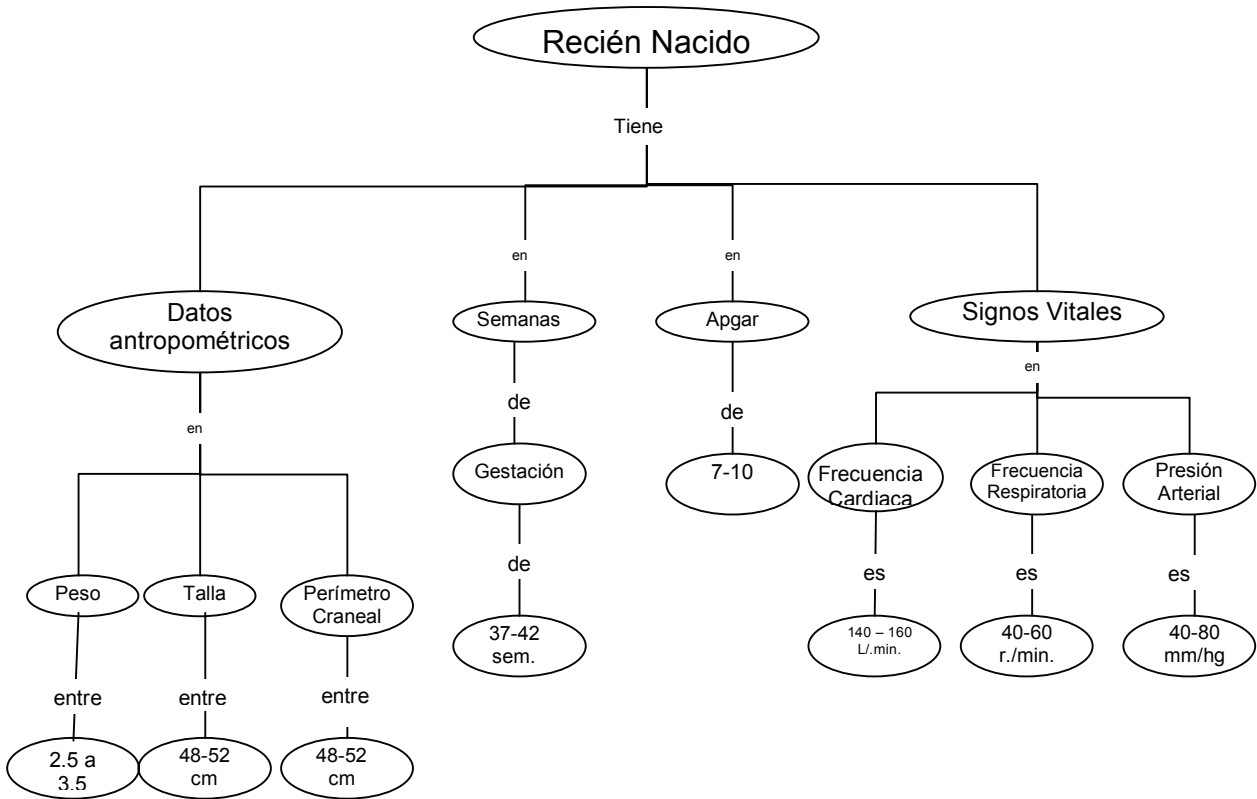 Recién Nacido
Tiene
en
en
Datos
antropométricos
Semanas
Apgar
Signos Vitales
en
de
de
en
Gestación
7-10
Frecuencia
Cardiaca
Frecuencia
Respiratoria
Presión
Arterial
de
es
es
es
Peso
Talla
Perímetro
Craneal
37-42
sem.
140 – 160
L/.min.
40-60
r./min.
40-80
mm/hg
entre
entre
entre
2.5 a
3.5
48-52
cm
48-52
cm